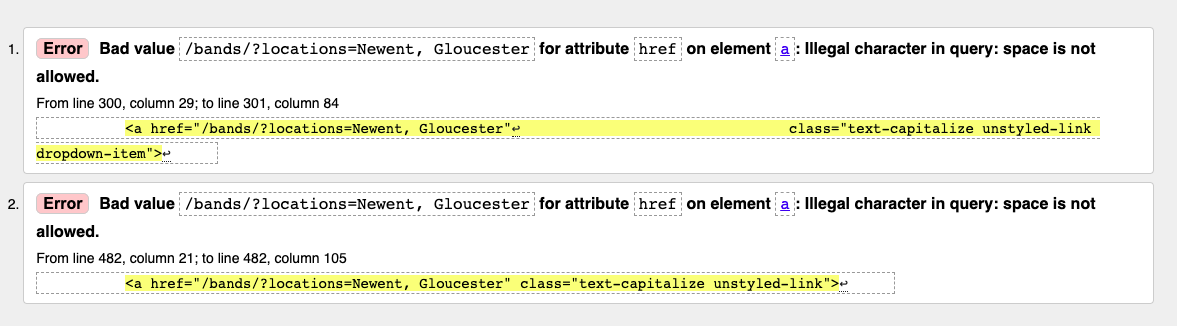 1. Error Bad value /bands/?locations=Newent, Gloucester for attribute href on element a: Illegal character in query: space is not
allowed.
From line 300, column 29; to line 301, column 84
<a href="/bands/?locations=Newent, Gloucester"↩ class="text-capitalize unstyled-link
dropdown-item">↩
2. Error Bad value /bands/?locations=Newent, Gloucester for attribute href on element a: Illegal character in query: space is not
allowed.
From line 482, column 21; to line 482, column 105
<a href="/bands/?locations=Newent, Gloucester" class="text-capitalize unstyled-link">↩